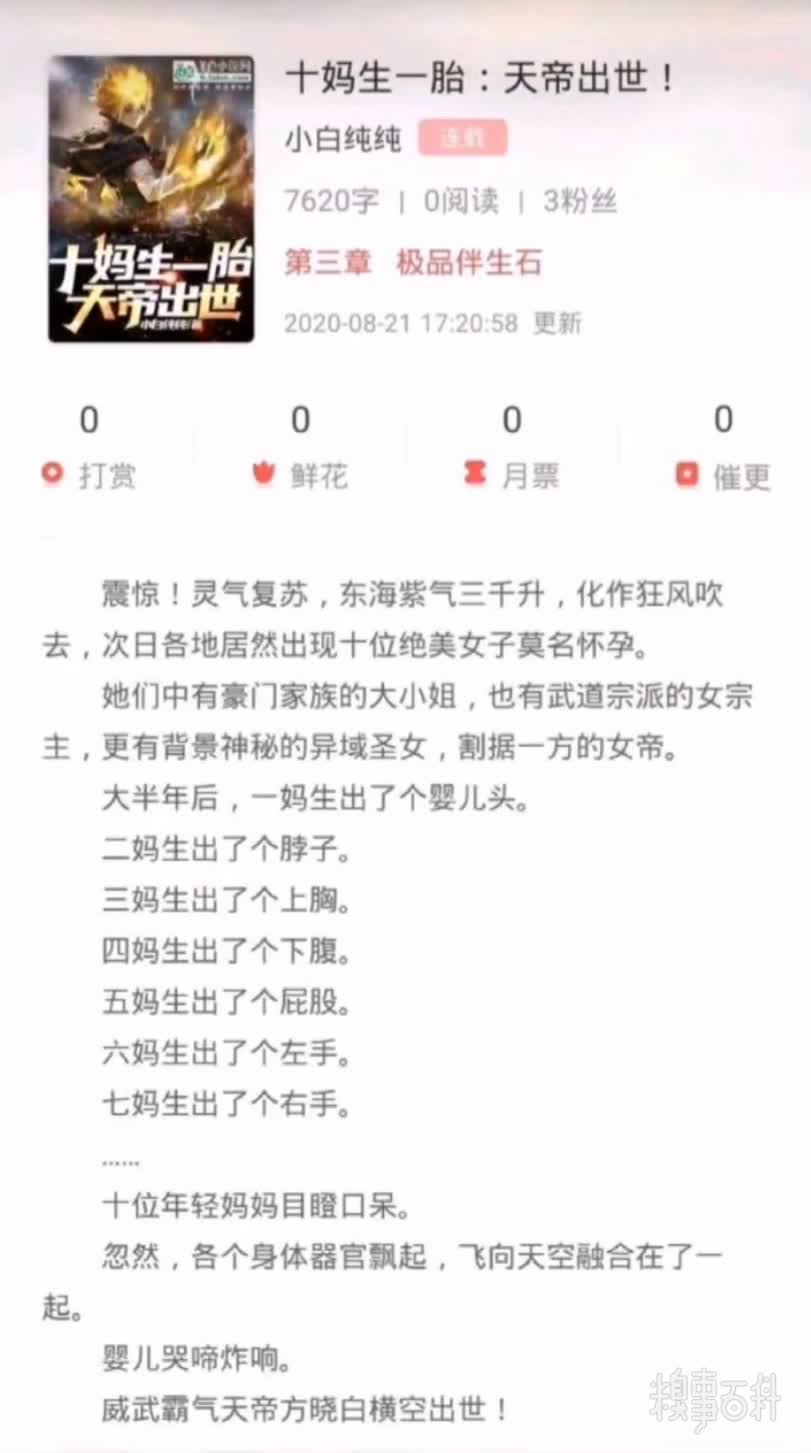 十妈生一胎：天帝出世！
小白纯纯 连载
7620字 | 0阅读 | 3粉丝
第三章 极品伴生石
2020-08-21 17:20:58 更新
十妈生一胎
天帝出世
0 0 0 0
打赏 鲜花 月票 催更
震惊！灵气复苏，东海紫气三千升，化作狂风吹
去，次日各地居然出现十位绝美女子莫名怀孕。
她们中有豪门家族的大小姐，也有武道宗派的女宗
主，更有背景神秘的异域圣女，割据一方的女帝。
大半年后，一妈生出了个婴儿头。
二妈生出了个脖子。
三妈生出了个上胸。
四妈生出了个下腹。
五妈生出了个屁股。
六妈生出了个左手。
七妈生出了个右手。
……
十位年轻妈妈目瞪口呆。
忽然，各个身体器官飘起，飞向天空融合在了一
起。
婴儿哭啼炸响。
威武霸气天帝方晓白横空出世！
糗事百科